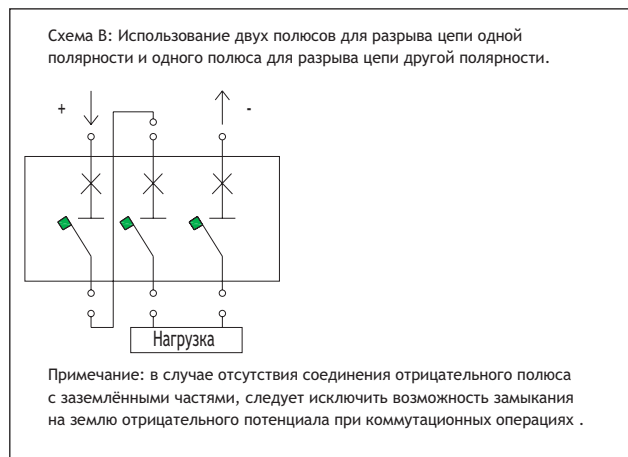 Схема В: Использование двух полюсов для разрыва цепи одной
полярности и одного полюса для разрыва цепи другой полярности.
+ -
Нагрузка
Примечание: в случае отсутствия соединения отрицательного полюса
с заземлёнными частями, следует исключить возможность замыкания
на землю отрицательного потенциала при коммутационных операциях .